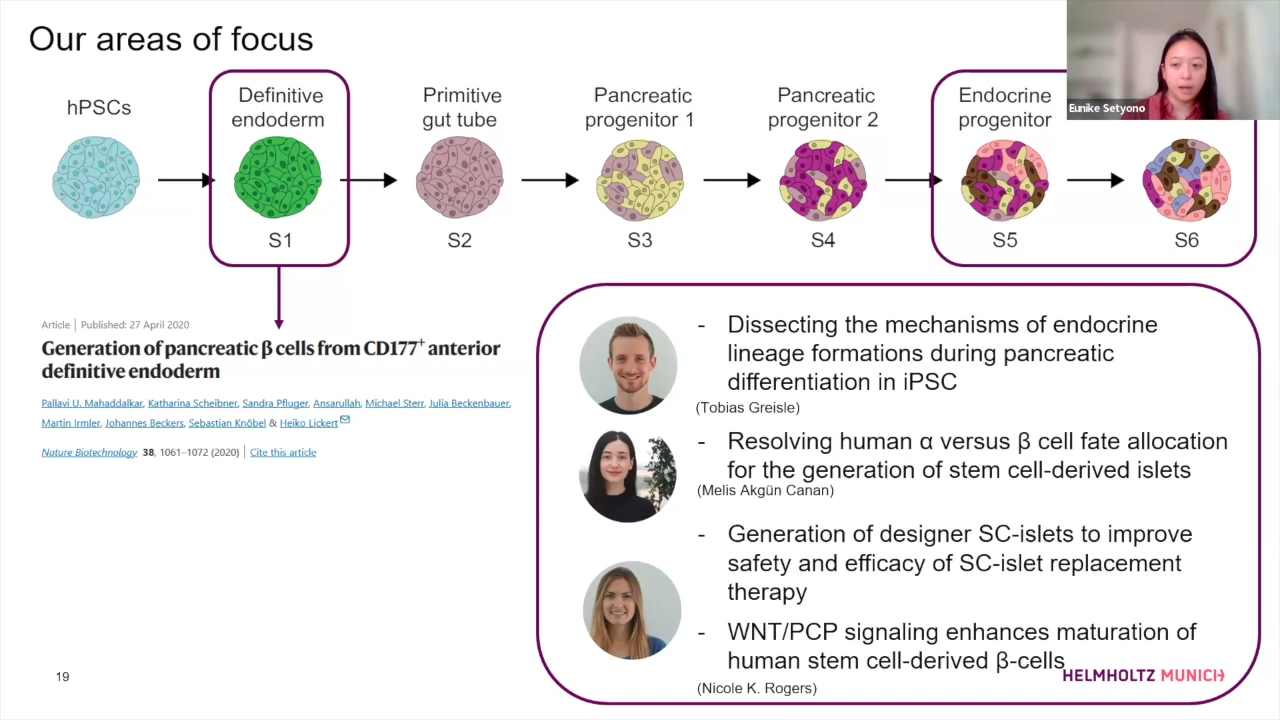 Our areas of focus
hPSCs
Definitive
endoderm
Primitive
gut tube
Pancreatic
progenitor 1
Pancreatic
progenitor 2
Endocrine
progenitor
Eunike Setyono
S1
S2
S3
S4
S5
S6
Article | Published: 27 April 2020
Generation of pancreatic β cells from CD177+ anterior
definitive endoderm
Pallavi U. Mahaddalkar, Katharina Scheibner, Sandra Pfluger, Ansarullah, Michael Sterr, Julia Beckenbauer,
Martin Irmler, Johannes Beckers, Sebastian Knöbel & Heiko Lickert
Nature Biotechnology 38, 1061–1072 (2020) | Cite this article
- Dissecting the mechanisms of endocrine
lineage formations during pancreatic
differentiation in iPSC
(Tobias Greisle)
- Resolving human α versus β cell fate allocation
for the generation of stem cell-derived islets
(Melis Akgün Canan)
- Generation of designer SC-islets to improve
safety and efficacy of SC-islet replacement
therapy
- WNT/PCP signaling enhances maturation of
human stem cell-derived β-cells
(Nicole K. Rogers)
19
HELMHOLTZ MUNICH